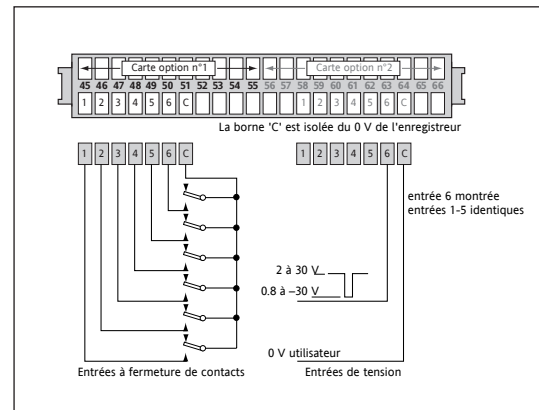 Carte option n°1 Carte option n°2
45 46 47 48 49 50 51 52 53 54 55 56 57 58 59 60 61 62 63 64 65 66
1 2 3 4 5 6 C 1 2 3 4 5 6 C
La borne 'C' est isolée du 0 V de l'enregistreur
1 2 3 4 5 6 C 1 2 3 4 5 6 C
entrée 6 montrée
entrées 1-5 identiques
2 à 30 V
0.8 à –30 V
0 V utilisateur
Entrées à fermeture de contacts Entrées de tension